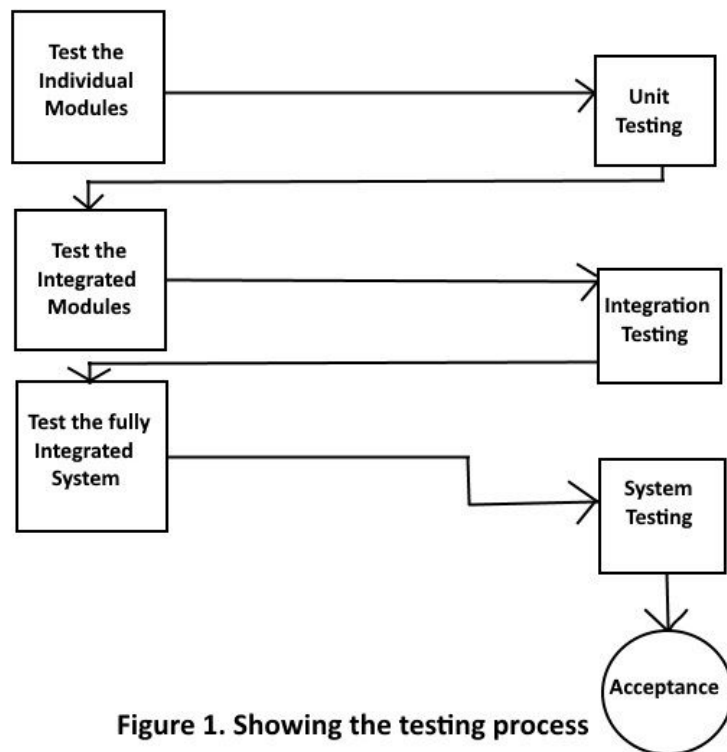 Test the
Individual
Modules
Unit
Testing
Test the
Integrated
Modules
Integration
Testing
Test the fully
Integrated
System
System
Testing
Acceptance
Figure 1. Showing the testing process